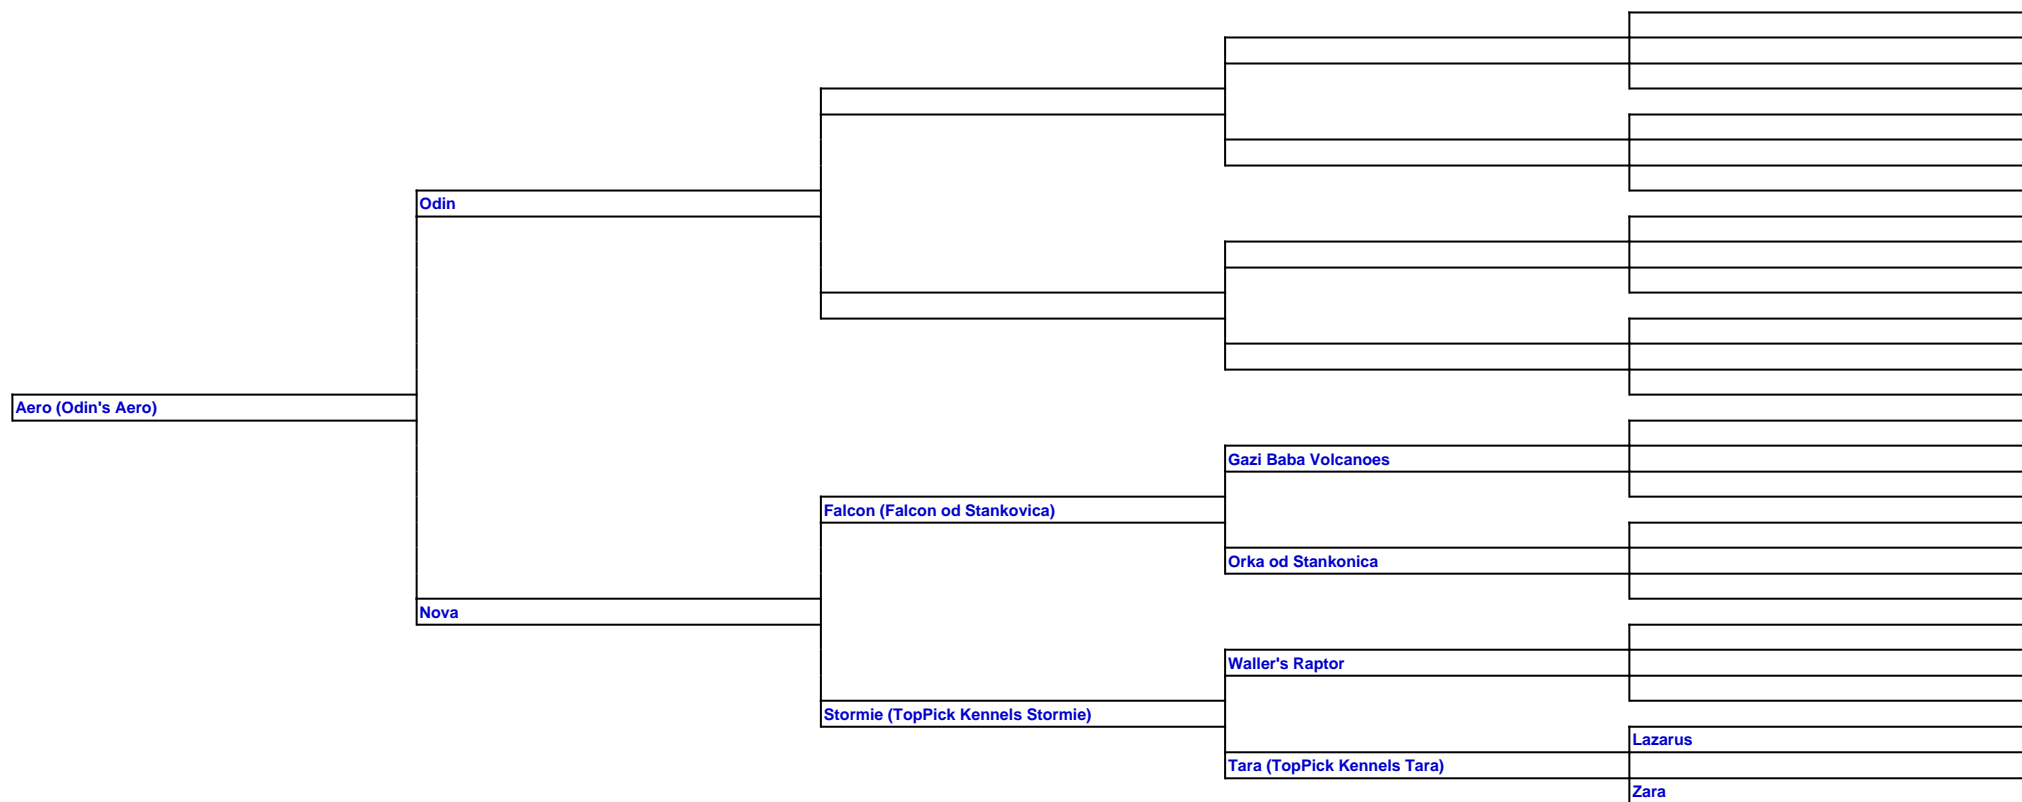 Odin
Aero (Odin's Aero)
Gazi Baba Volcanoes
Falcon (Falcon od Stankovica)
Orka od Stankonica
Nova
Waller's Raptor
Stormie (TopPick Kennels Stormie)
Lazarus
Tara (TopPick Kennels Tara)
Zara